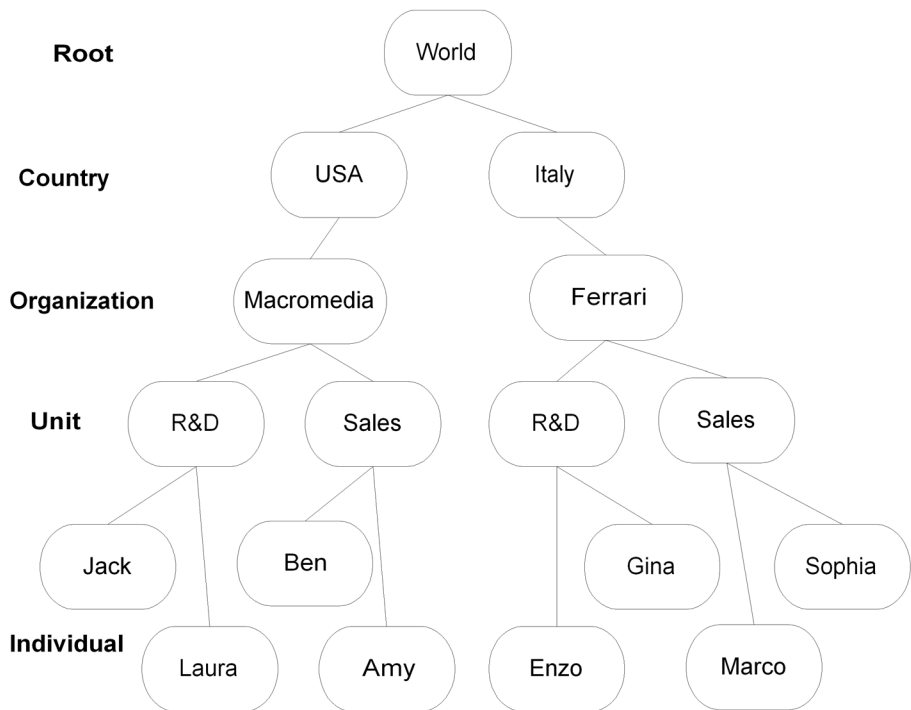 Root
World
Country
USA
Italy
Organization
Macromedia
Ferrari
Unit
R&D
Sales
R&D
Sales
Jack
Ben
Gina
Sophia
Individual
Laura
Amy
Enzo
Marco